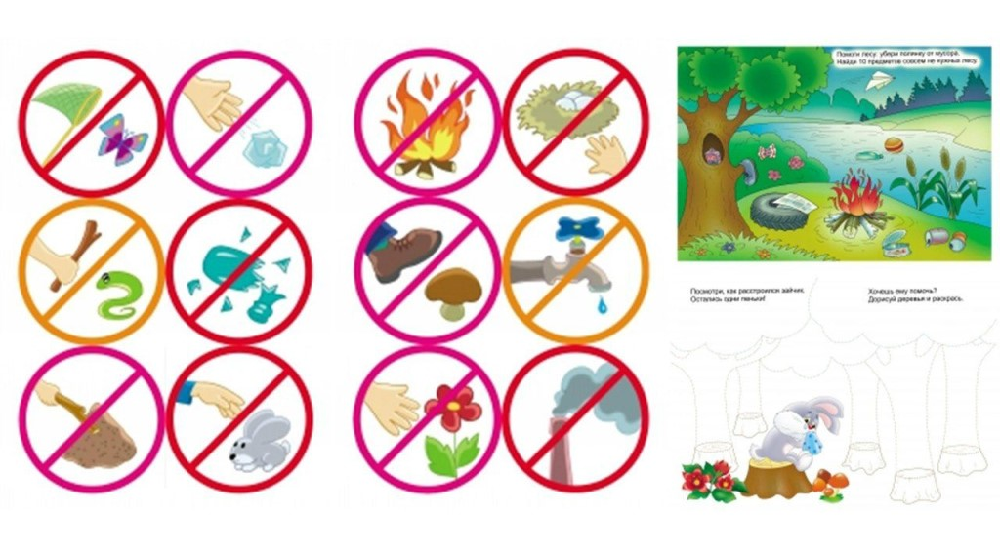 Помоги лесу: убери полянку от мусора.
Найди 10 предметов совсем не нужных лесу.
Посмотри, как расстроился зайчик.
Остались одни пеньки!
Хочешь ему помочь?
Дорисуй деревья и раскрась.